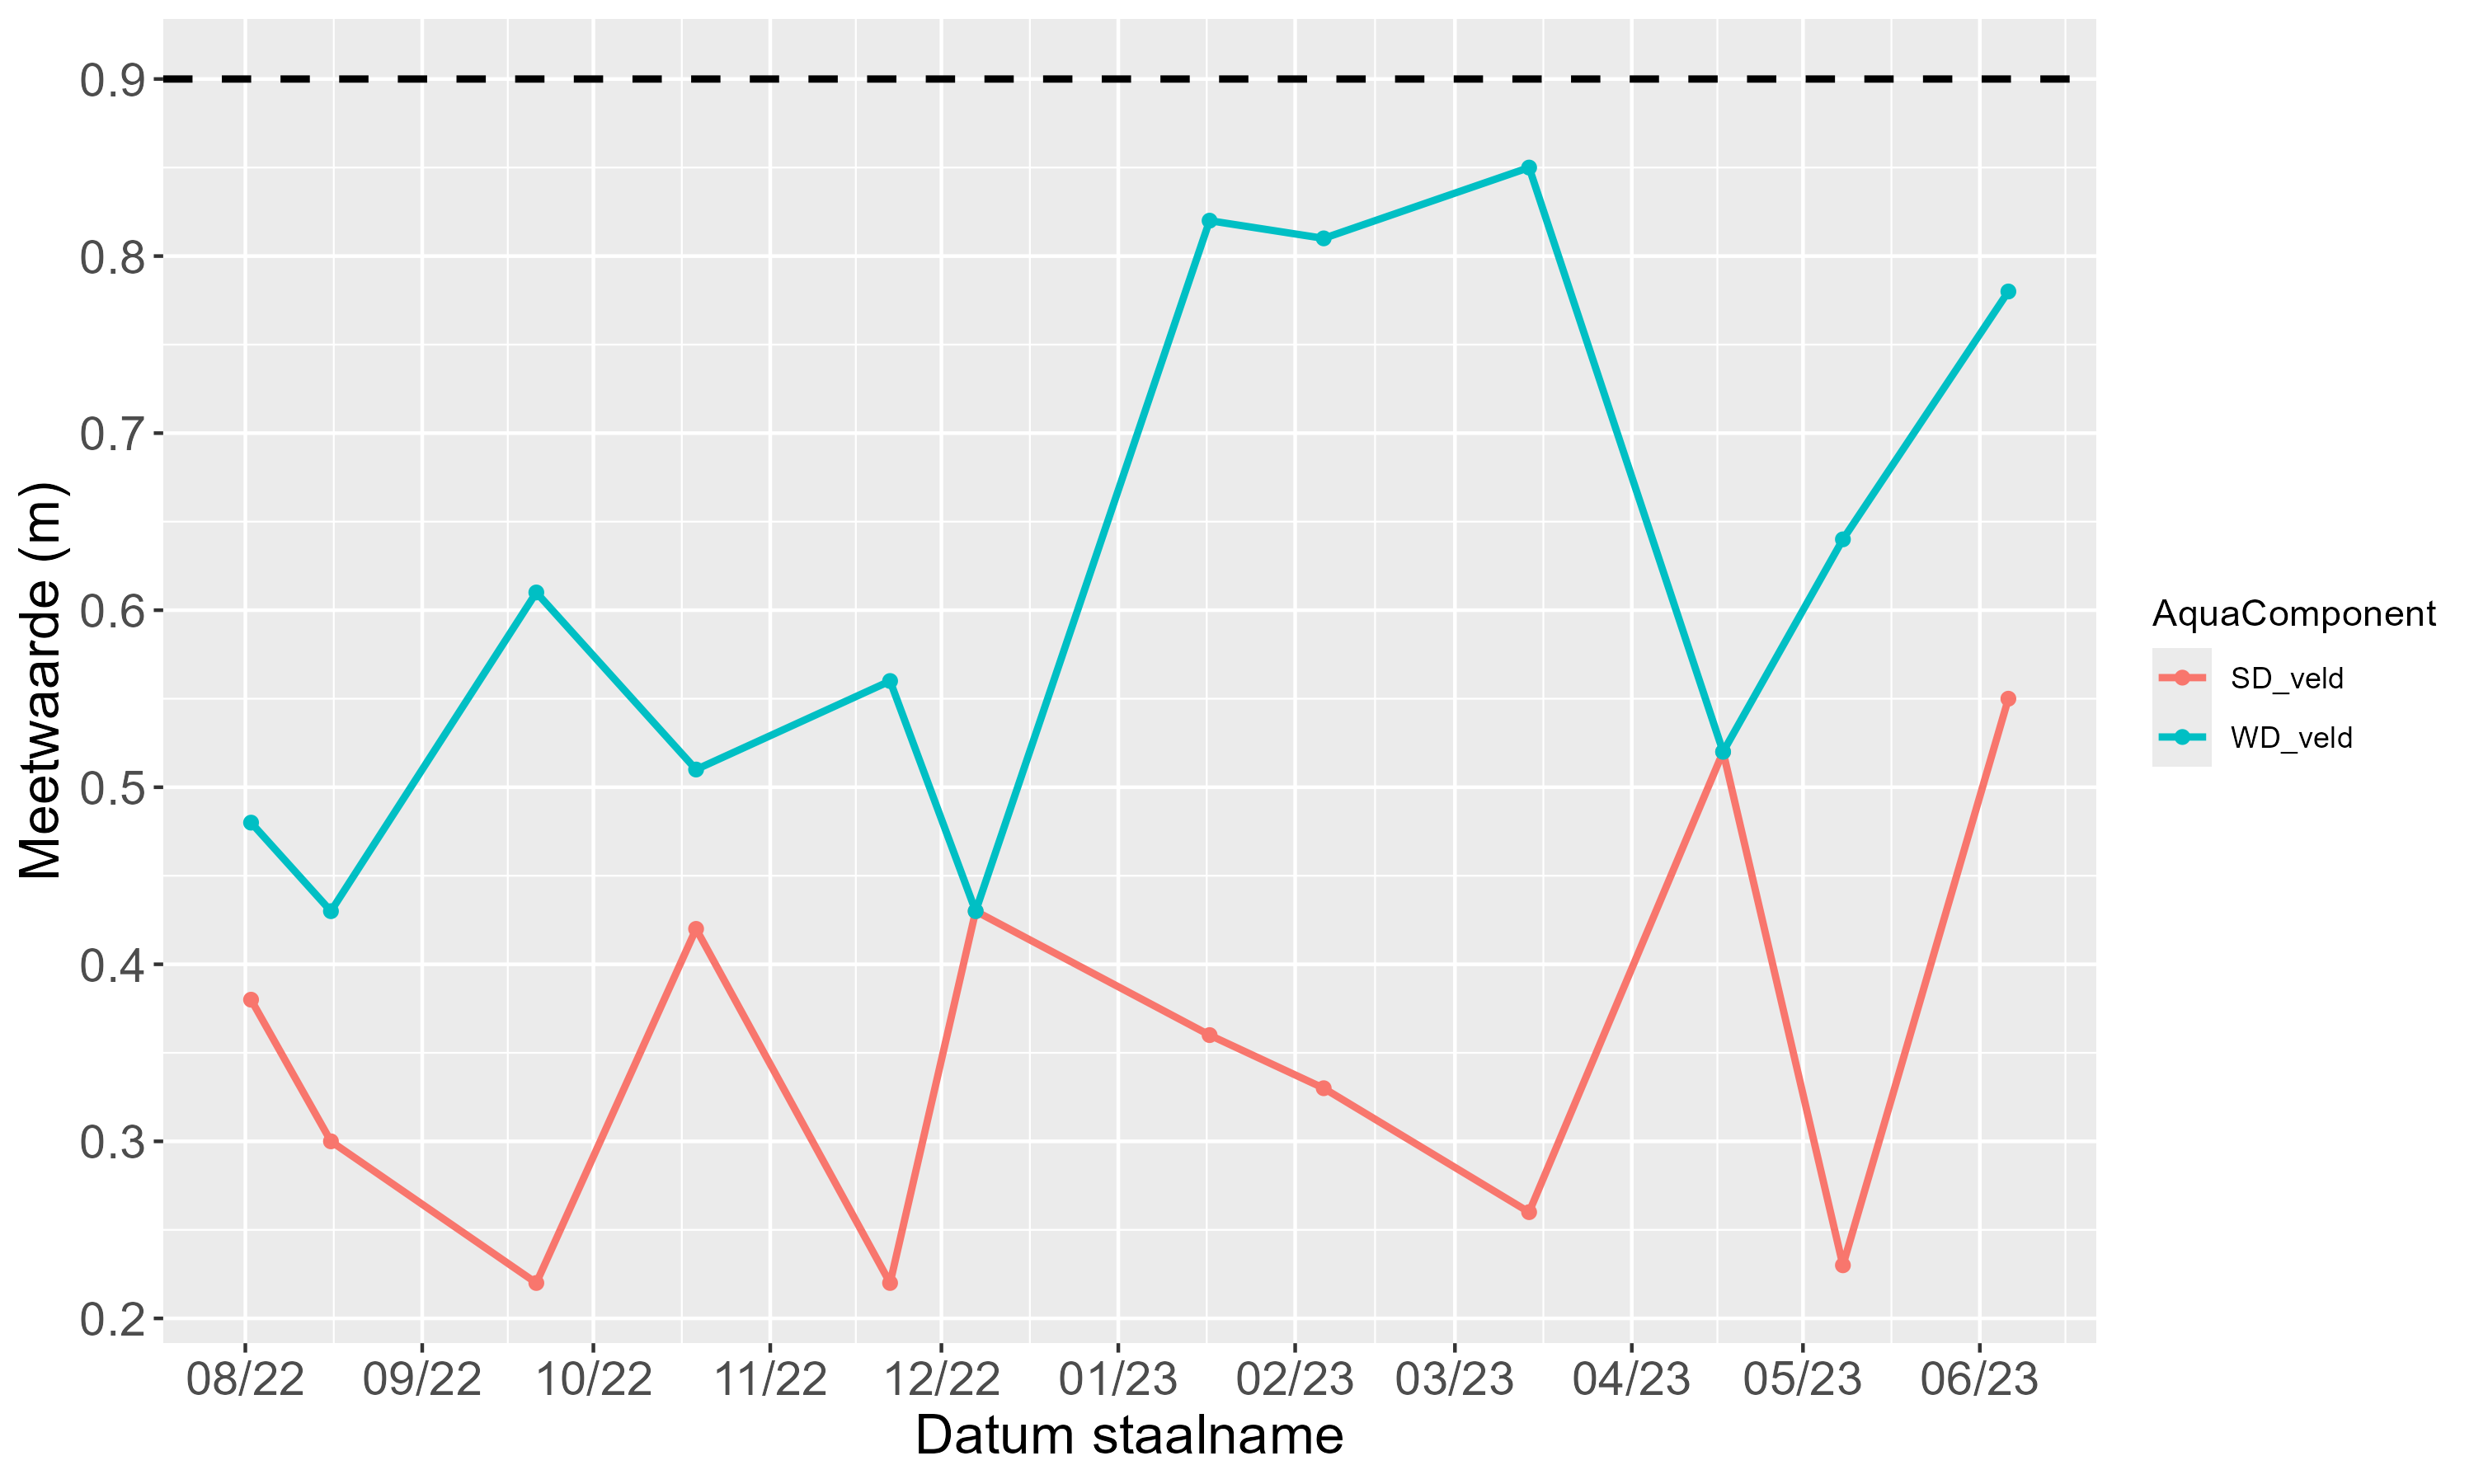 0.9
0.8
0.7
0.6
0.5
0.4
0.3
0.2
Meetwaarde (m)
08/22 09/22 10/22 11/22 12/22 01/23 02/23 03/23 04/23 05/23 06/23
Datum staalname
AquaComponent
SD_veld
WD_veld